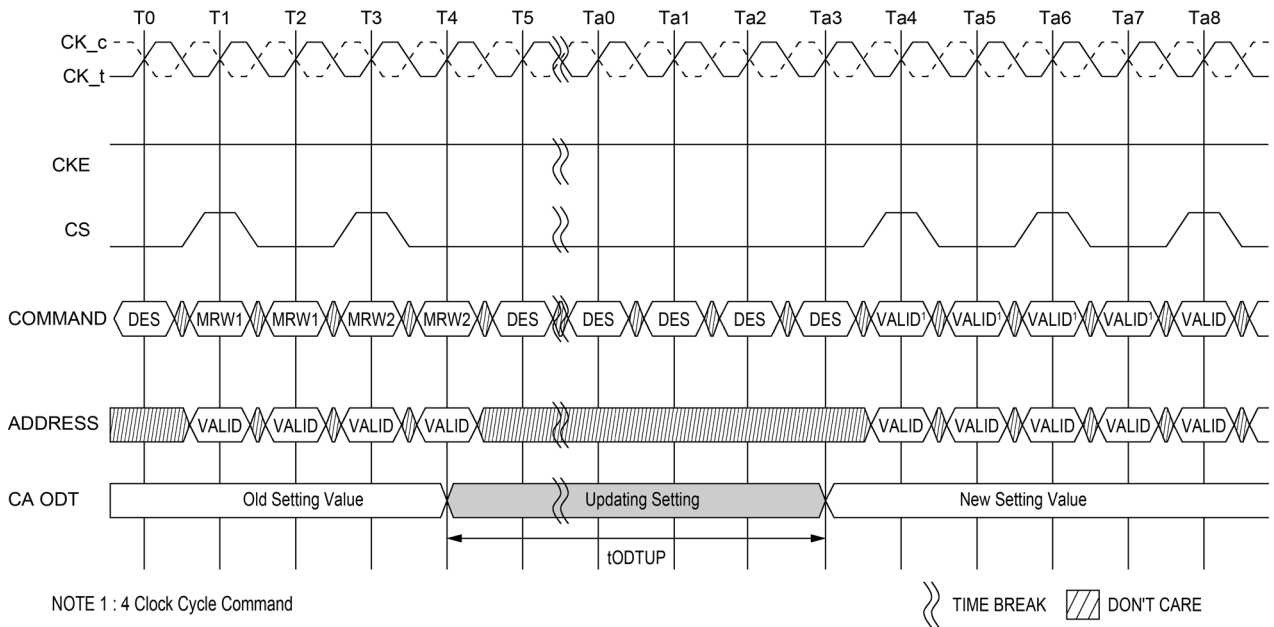 T0 T1 T2 T3 T4 T5 Ta0 Ta1 Ta2 Ta3 Ta4 Ta5 Ta6 Ta7 Ta8
CK_c
CK_t
CKE
CS
COMMAND DES MRW1 MRW1 MRW2 MRW2 DES DES DES DES DES VALID¹ VALID¹ VALID¹ VALID¹ VALID
ADDRESS VALID VALID VALID VALID VALID VALID VALID VALID VALID
CA ODT Old Setting Value Updating Setting New Setting Value
tODTUP
NOTE 1 : 4 Clock Cycle Command TIME BREAK DON'T CARE